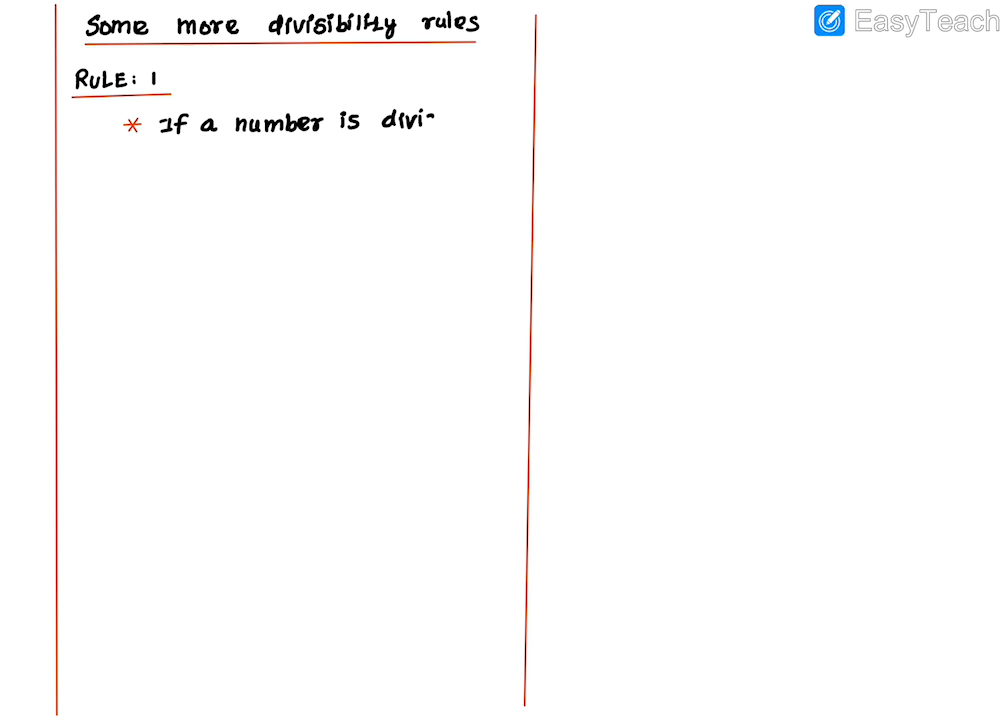 Some more divisibility rules
EasyTeach
RULE: 1
* If a number is divi